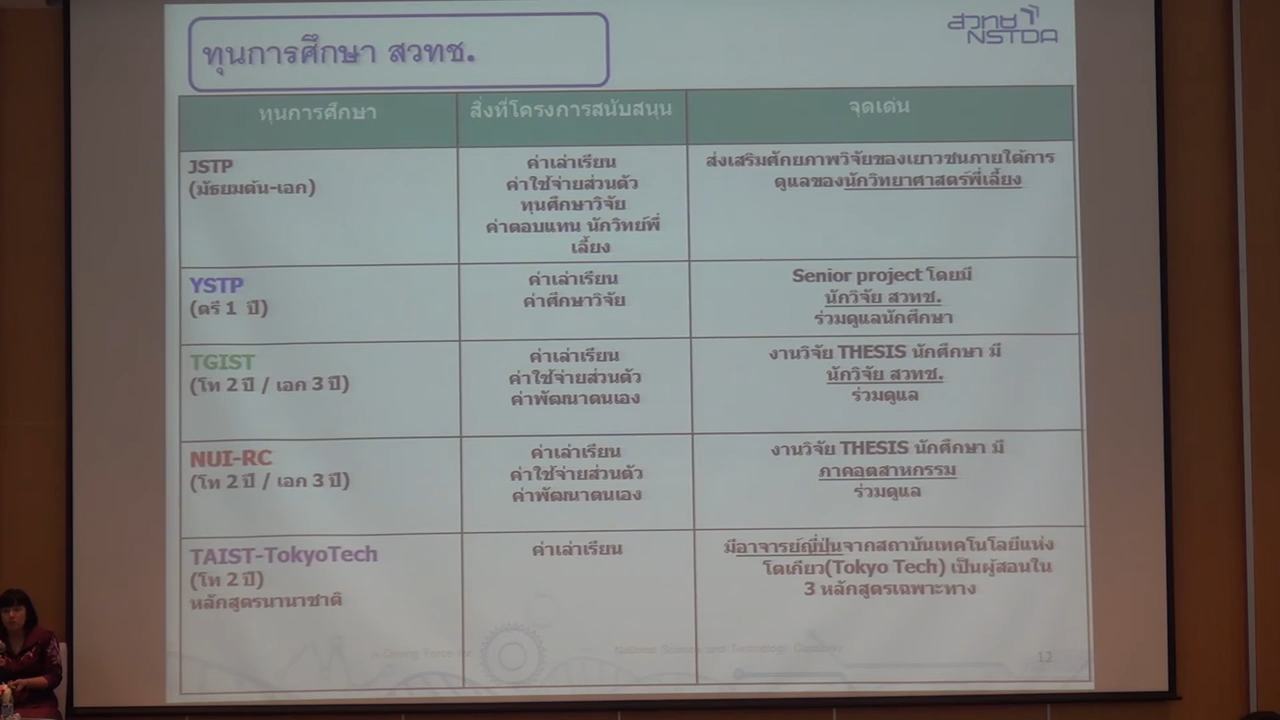 ทุนการศึกษา สวทช.
สวทช
NSTDA
ทุนการศึกษา
สิ่งที่โครงการสนับสนุน
จุดเด่น
JSTP
(มัธยมต้น-เอก)
ค่าเล่าเรียน
ค่าใช้จ่ายส่วนตัว
ทุนศึกษาวิจัย
ค่าตอบแทน นักวิทย์พี่
เลี้ยง
ส่งเสริมศักยภาพวิจัยของเยาวชนภายใต้การ
ดูแลของนักวิทยาศาสตร์พี่เลี้ยง
YSTP
(ตรี 1 ปี)
ค่าเล่าเรียน
ค่าศึกษาวิจัย
Senior project โดยมี
นักวิจัย สวทช.
ร่วมดูแลนักศึกษา
TGIST
(โท 2 ปี / เอก 3 ปี)
ค่าเล่าเรียน
ค่าใช้จ่ายส่วนตัว
ค่าพัฒนาตนเอง
งานวิจัย THESIS นักศึกษา มี
นักวิจัย สวทช.
ร่วมดูแล
NUI-RC
(โท 2 ปี / เอก 3 ปี)
ค่าเล่าเรียน
ค่าใช้จ่ายส่วนตัว
ค่าพัฒนาตนเอง
งานวิจัย THESIS นักศึกษา มี
ภาคอุตสาหกรรม
ร่วมดูแล
TAIST-TokyoTech
(โท 2 ปี)
หลักสูตรนานาชาติ
ค่าเล่าเรียน
มีอาจารย์ญี่ปุ่นจากสถาบันเทคโนโลยีแห่ง
โตเกียว(Tokyo Tech) เป็นผู้สอนใน
3 หลักสูตรเฉพาะทาง
National Science and Technology
12